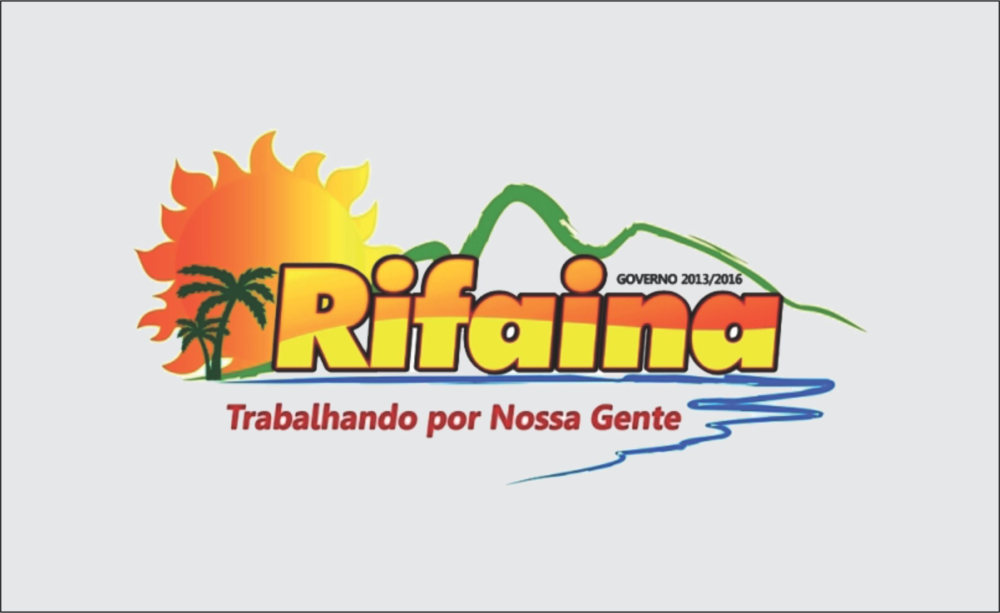 GOVERNO 2013/2016
Rifaina
Trabalhando por Nossa Gente